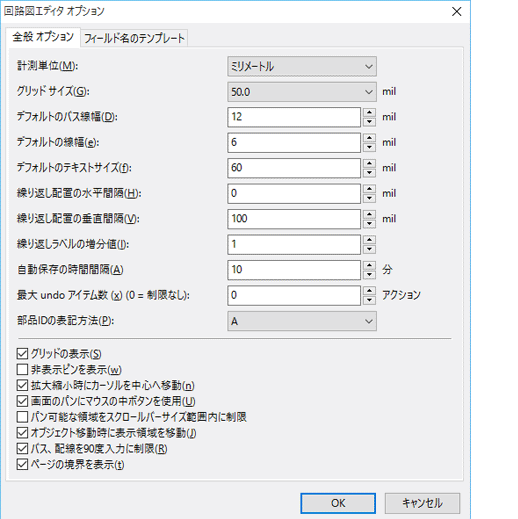 回路図エディタ オプション
全般 オプション フィールド名のテンプレート
計測単位(M): ミリメートル
グリッド サイズ(G): 50.0 mil
デフォルトのバス線幅(D): 12 mil
デフォルトの線幅(e): 6 mil
デフォルトのテキストサイズ(f): 60 mil
繰り返し配置の水平間隔(H): 0 mil
繰り返し配置の垂直間隔(V): 100 mil
繰り返しラベルの増分値(I): 1
自動保存の時間間隔(A) 10 分
最大 undo アイテム数 (x) (0 = 制限なし): 0 アクション
部品IDの表記方法(P): A
グリッドの表示(S)
非表示ピンを表示(w)
拡大縮小時にカーソルを中心へ移動(n)
画面のパンにマウスの中ボタンを使用(U)
パン可能な領域をスクロールバーサイズ範囲内に制限
オブジェクト移動時に表示領域を移動(J)
バス、配線を90度入力に制限(R)
ページの境界を表示(t)
OK キャンセル